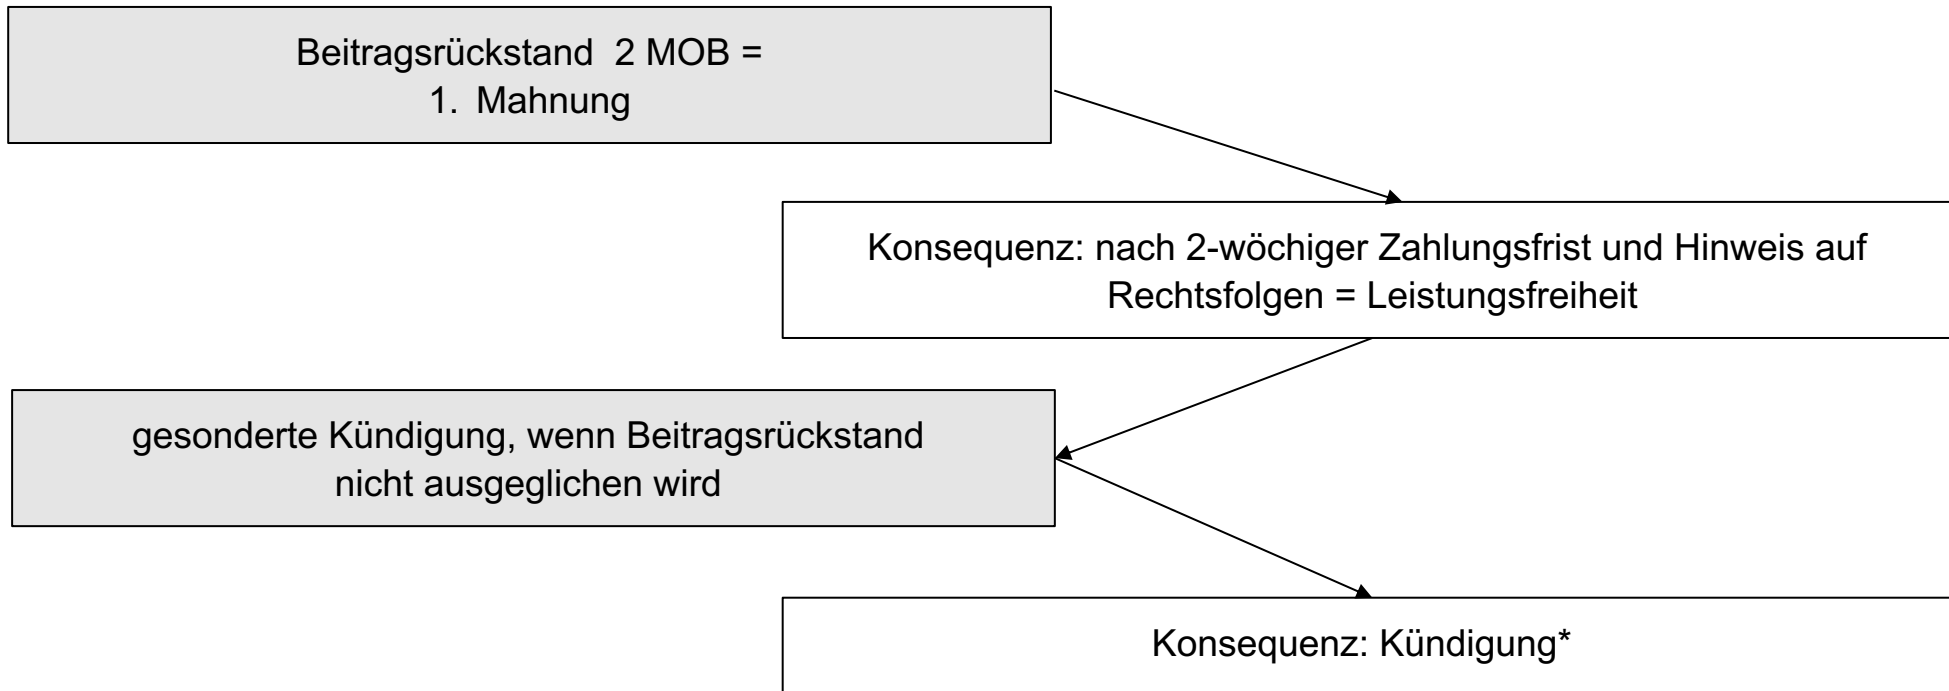 Beitragsrückstand  2 MOB =
1.  Mahnung
Konsequenz: nach 2-wöchiger Zahlungsfrist und Hinweis auf
Rechtsfolgen = Leistungsfreiheit
gesonderte Kündigung, wenn Beitragsrückstand
nicht ausgeglichen wird
Konsequenz: Kündigung*